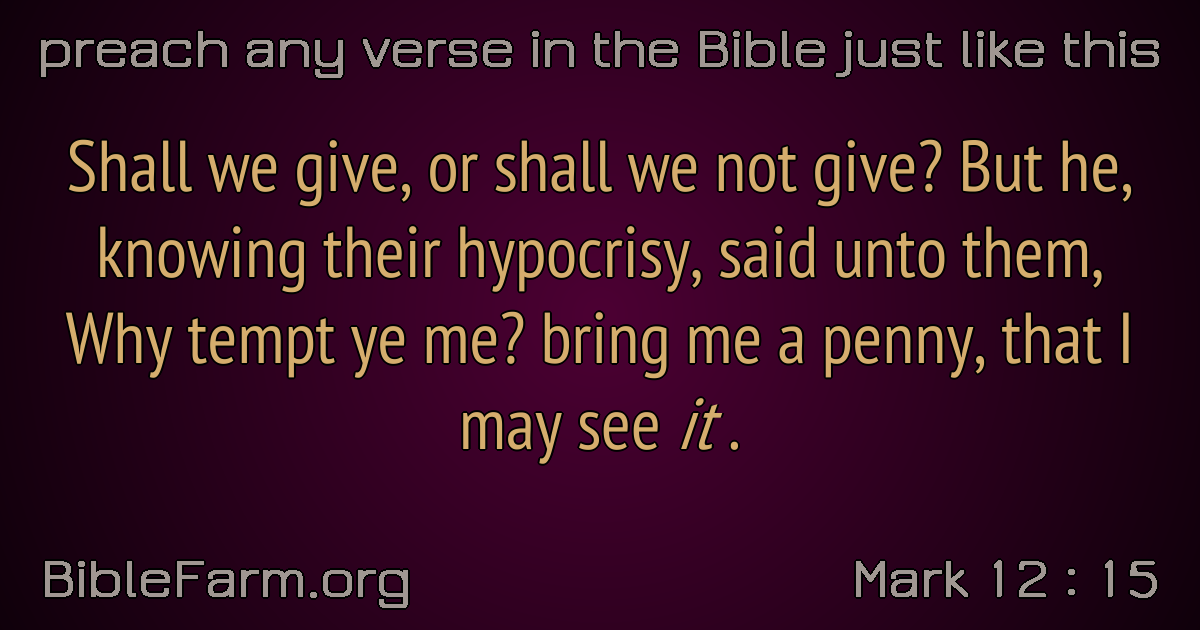 preach any verse in the Bible just like this
Shall we give, or shall we not give? But he,
knowing their hypocrisy, said unto them,
Why tempt ye me? bring me a penny, that I
may see it .
BibleFarm.org
Mark 12 : 15